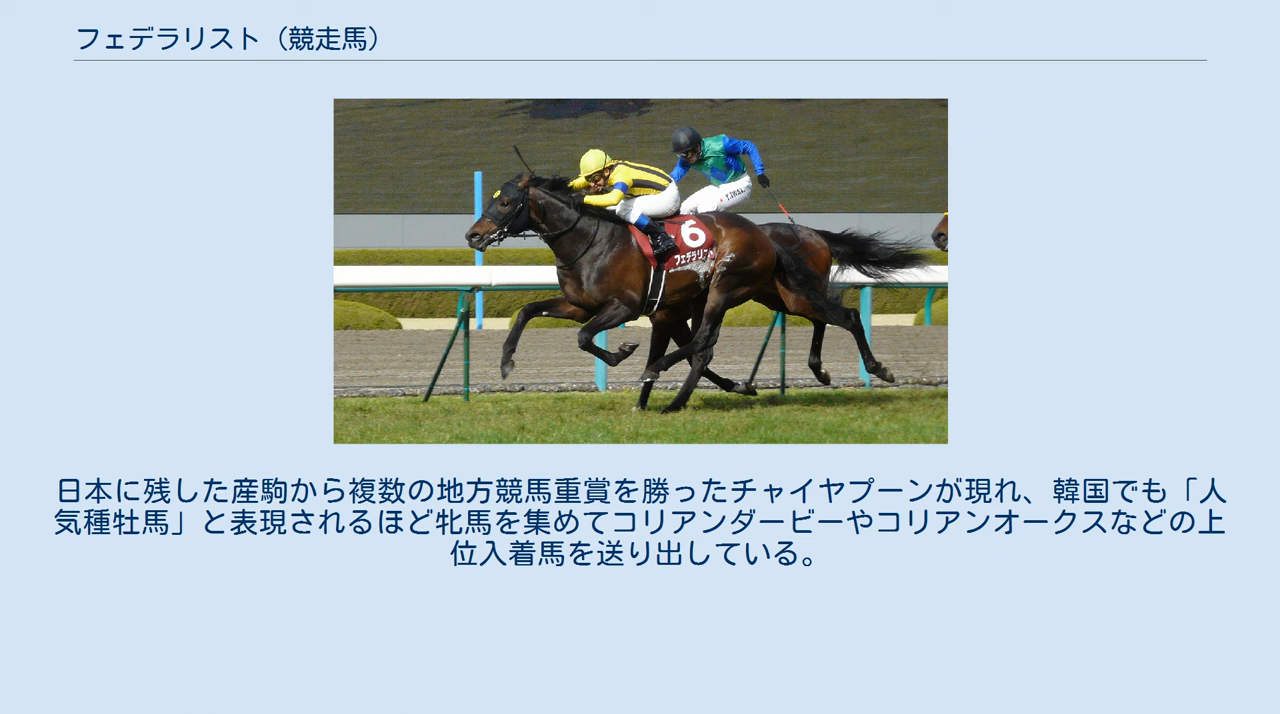 フェデラリスト（競走馬）
T.IWATA
6
フェデラリスト
日本に残した産駒から複数の地方競馬重賞を勝ったチャイヤプーンが現れ、韓国でも「人
気種牡馬」と表現されるほど牝馬を集めてコリアンダービーやコリアンオークスなどの上
位入着馬を送り出している。